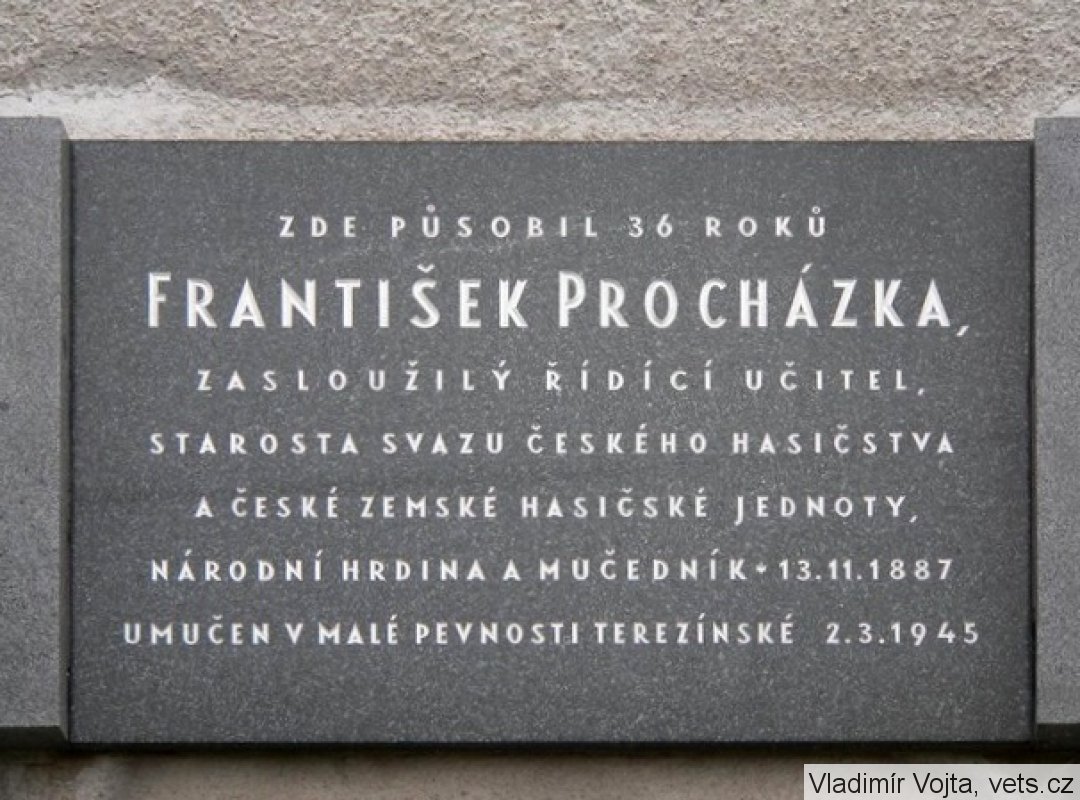 ZDE PŮSOBIL 36 ROKŮ
FRANTIŠEK PROCHÁZKA,
ZASLOUŽILÝ ŘÍDÍCÍ UČITEL,
STAROSTA SVAZU ČESKÉHO HASIČSTVA
A ČESKÉ ZEMSKÉ HASIČSKÉ JEDNOTY,
NÁRODNÍ HRDINA A MUČEDNÍK * 13.11.1887
UMUČEN V MALÉ PEVNOSTI TEREZÍNSKÉ 2.3.1945
Vladimír Vojta, vets.cz